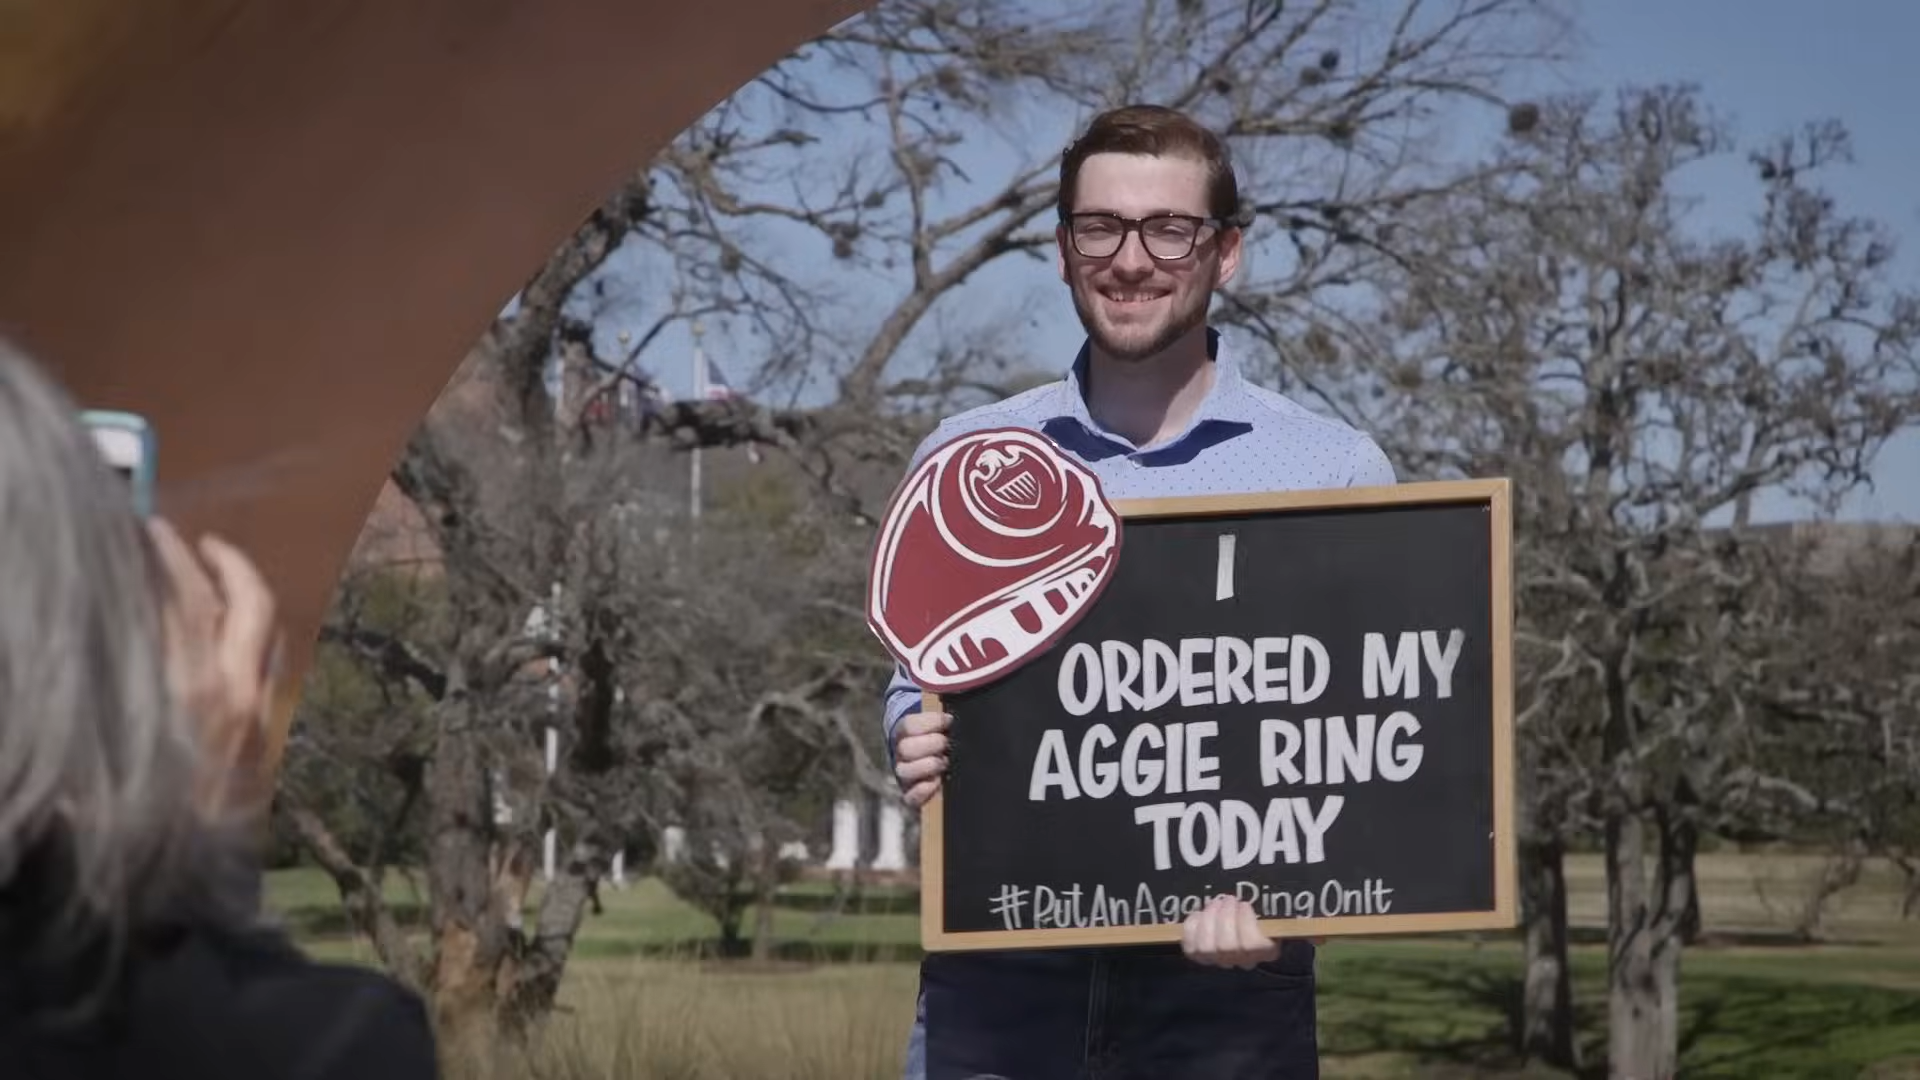 I
ORDERED MY
AGGIE RING
TODAY
#PutAnAggieRingOnIt